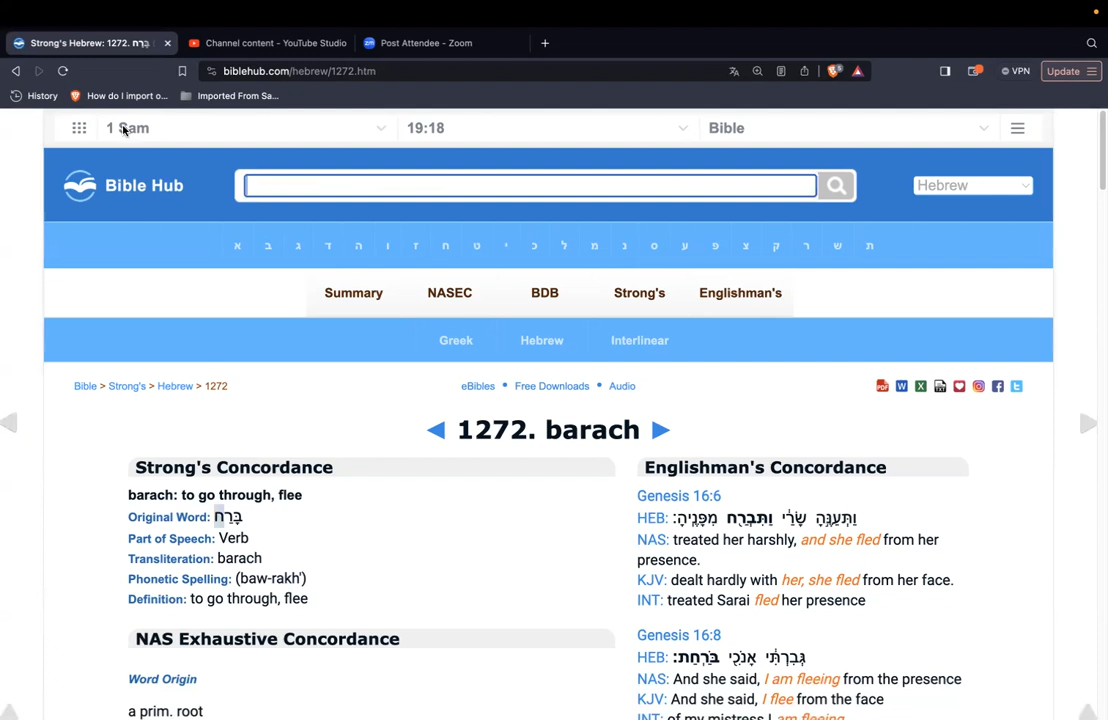 Strong's Hebrew: 1272. בָּרַח
Channel content - YouTube Studio
Post Attendee - Zoom
biblehub.com/hebrew/1272.htm
VPN
Update
History
How do I import o...
Imported From Sa...
1 Sam
19:18
Bible
Bible Hub
Hebrew
א ב ג ד ה ו ז ח ט י כ ל מ נ ס ע פ צ ק ר ש ת
Summary NASEC BDB Strong's Englishman's
Greek Hebrew Interlinear
Bible > Strong's > Hebrew > 1272
eBibles • Free Downloads • Audio
◀ 1272. barach ▶
Strong's Concordance
barach: to go through, flee
Original Word: בָּרַח
Part of Speech: Verb
Transliteration: barach
Phonetic Spelling: (baw-rakh')
Definition: to go through, flee
NAS Exhaustive Concordance
Word Origin
a prim. root
Englishman's Concordance
Genesis 16:6
HEB: וַתְּעַנֶּ֣הָ שָׂרַ֔י וַתִּבְרַ֖ח מִפָּנֶֽיהָ׃
NAS: treated her harshly, and she fled from her
presence.
KJV: dealt hardly with her, she fled from her face.
INT: treated Sarai fled her presence
Genesis 16:8
HEB: גְּבִרְתִּ֔י אָנֹכִ֖י בֹּרַֽחַת׃
NAS: And she said, I am fleeing from the presence
KJV: And she said, I flee from the face
INT: of my mistress I am fleeing